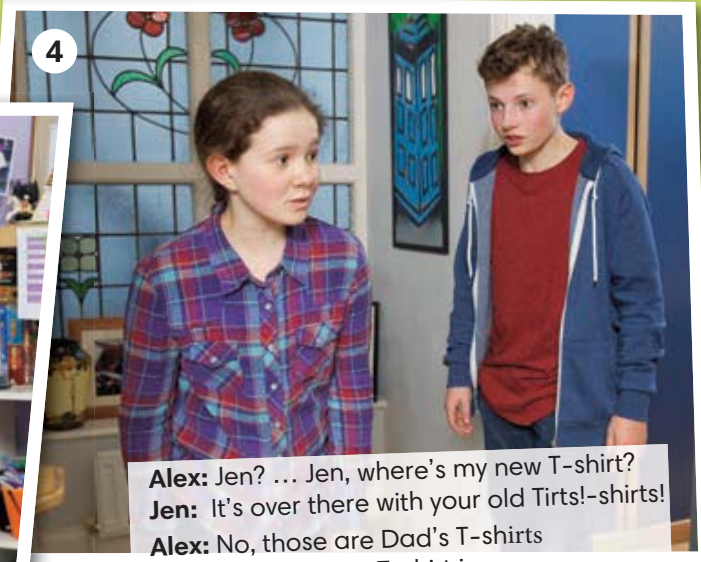 4
Alex: Jen? ... Jen, where's my new T-shirt?
Jen: It's over there with your old Tirts!-shirts!
Alex: No, those are Dad's T-shirts